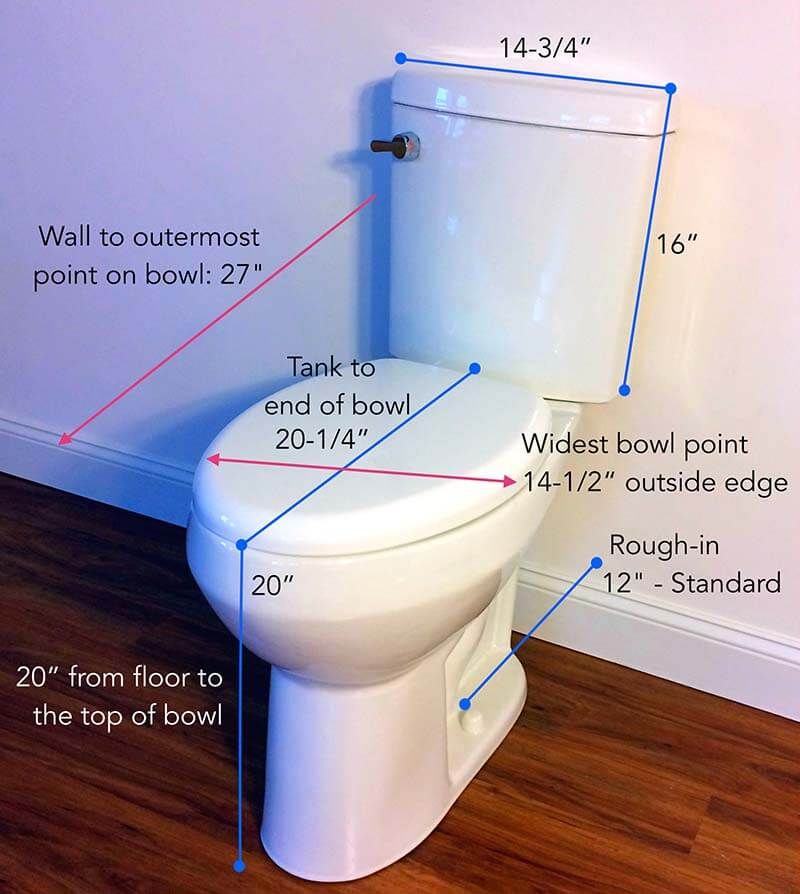 14-3/4”
16”
Wall to outermost
point on bowl: 27"
Tank to
end of bowl
20-1/4”
Widest bowl point
14-1/2” outside edge
Rough-in
12" - Standard
20”
20” from floor to
the top of bowl